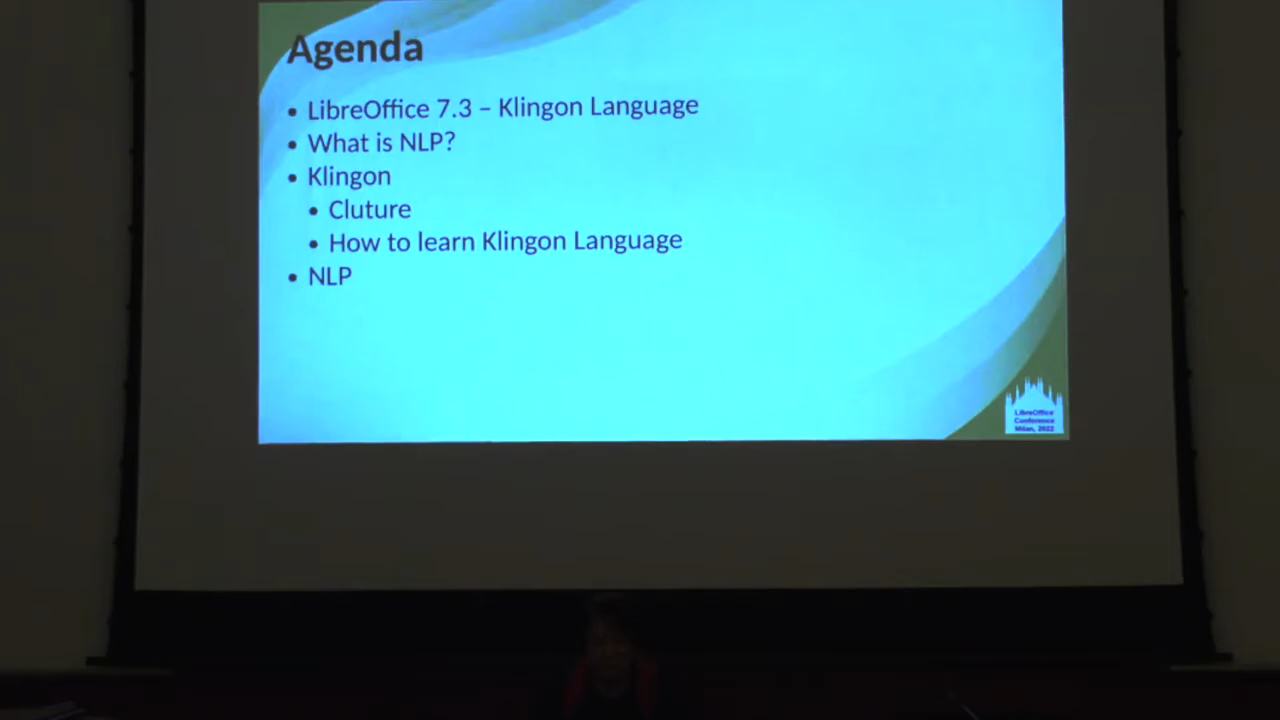 Agenda
• LibreOffice 7.3 – Klingon Language
• What is NLP?
• Klingon
• Cluture
• How to learn Klingon Language
• NLP
LibreOffice
Conference
Milan, 2022